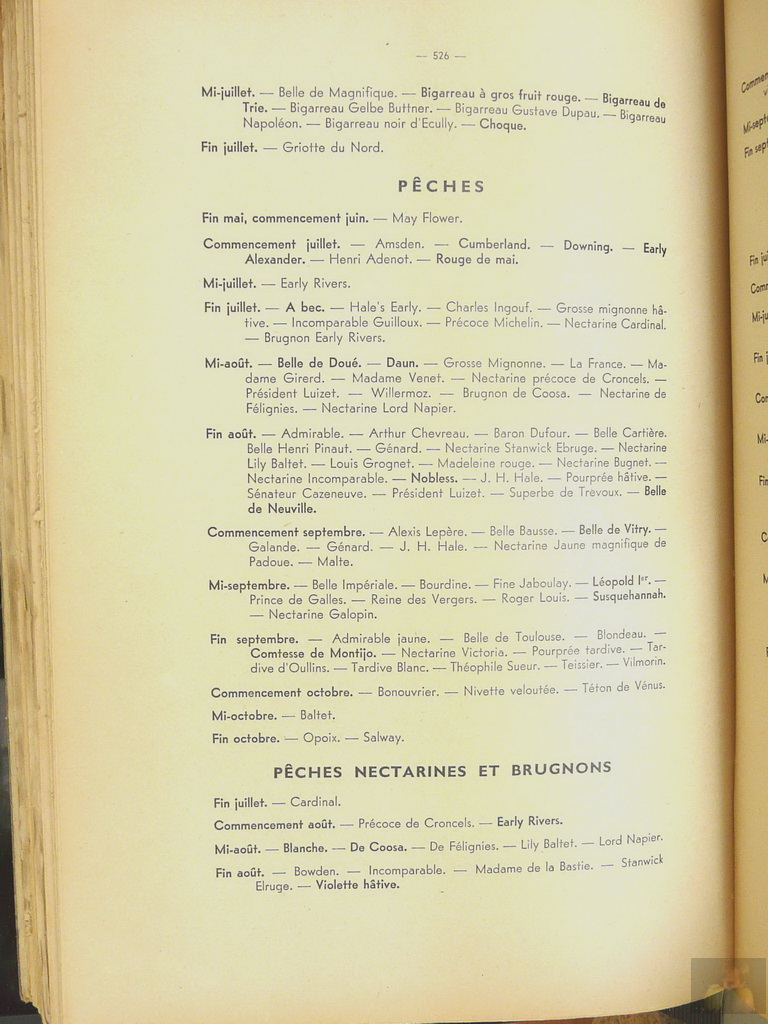 — 526 —
Mi-juillet. — Belle de Magnifique. — Bigarreau à gros fruit rouge. — Bigarreau de
Trie. — Bigarreau Gelbe Buttner. — Bigarreau Gustave Dupau. — Bigarreau
Napoléon. — Bigarreau noir d'Ecully. — Choque.
Fin juillet. — Griotte du Nord.
PÊCHES
Fin mai, commencement juin. — May Flower.
Commencement juillet. — Amsden. — Cumberland. — Downing. — Early
Alexander. — Henri Adenot. — Rouge de mai.
Mi-juillet. — Early Rivers.
Fin juillet. — A bec. — Hale's Early. — Charles Ingouf. — Grosse mignonne hâ-
tive. — Incomparable Guilloux. — Précoce Michelin. — Nectarine Cardinal.
— Brugnon Early Rivers.
Mi-août. — Belle de Doué. — Daun. — Grosse Mignonne. — La France. — Ma-
dame Girerd. — Madame Venet. — Nectarine précoce de Croncels. —
Président Luizet. — Willermoz. — Brugnon de Coosa. — Nectarine de
Félignies. — Nectarine Lord Napier.
Fin août. — Admirable. — Arthur Chevreau. — Baron Dufour. — Belle Cartière.
Belle Henri Pinaut. — Génard. — Nectarine Stanwick Ebruge. — Nectarine
Lily Baltet. — Louis Grognet. — Madeleine rouge. — Nectarine Bugnet. —
Nectarine Incomparable. — Nobless. — J. H. Hale. — Pourprée hâtive. —
Sénateur Cazeneuve. — Président Luizet. — Superbe de Trevoux. — Belle
de Neuville.
Commencement septembre. — Alexis Lepère. — Belle Bausse. — Belle de Vitry. —
Galande. — Génard. — J. H. Hale. — Nectarine Jaune magnifique de
Padoue. — Malte.
Mi-septembre. — Belle Impériale. — Bourdine. — Fine Jaboulay. — Léopold Iᵉʳ. —
Prince de Galles. — Reine des Vergers. — Roger Louis. — Susquehannah.
— Nectarine Galopin.
Fin septembre. — Admirable jaune. — Belle de Toulouse. — Blondeau. —
Comtesse de Montijo. — Nectarine Victoria. — Pourprée tardive. — Tar-
dive d'Oullins. — Tardive Blanc. — Théophile Sueur. — Teissier. — Vilmorin.
Commencement octobre. — Bonouvrier. — Nivette veloutée. — Téton de Vénus.
Mi-octobre. — Baltet.
Fin octobre. — Opoix. — Salway.
PÊCHES NECTARINES ET BRUGNONS
Fin juillet. — Cardinal.
Commencement août. — Précoce de Croncels. — Early Rivers.
Mi-août. — Blanche. — De Coosa. — De Félignies. — Lily Baltet. — Lord Napier.
Fin août. — Bowden. — Incomparable. — Madame de la Bastie. — Stanwick
Elruge. — Violette hâtive.